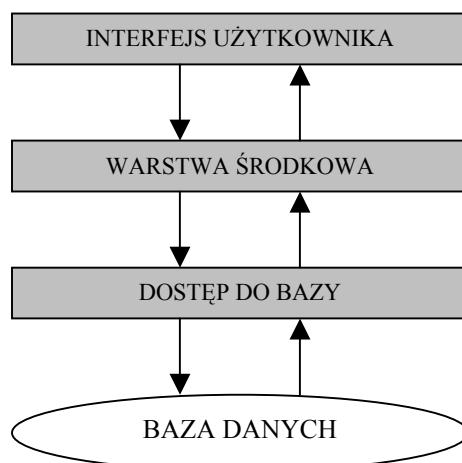 INTERFEJS UŻYTKOWNIKA
WARSTWA ŚRODKOWA
DOSTĘP DO BAZY
BAZA DANYCH